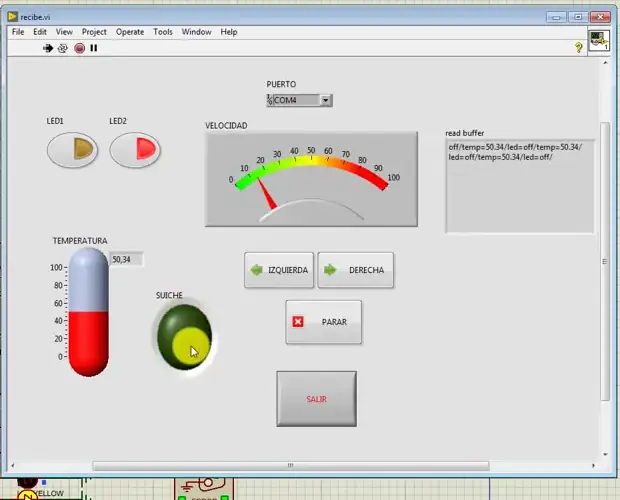 recibe.vi
File Edit View Project Operate Tools Window Help
?
1
PUERTO
COM4
LED1
LED2
VELOCIDAD
0 10 20 30 40 50 60 70 80 90 100
read buffer
off/temp=50.34/led=off/temp=50.34/
led=off/temp=50.34/led=off/
TEMPERATURA
50,34
100
80
60
40
20
0
SUICHE
IZQUIERDA
DERECHA
PARAR
SALIR
YELLOW